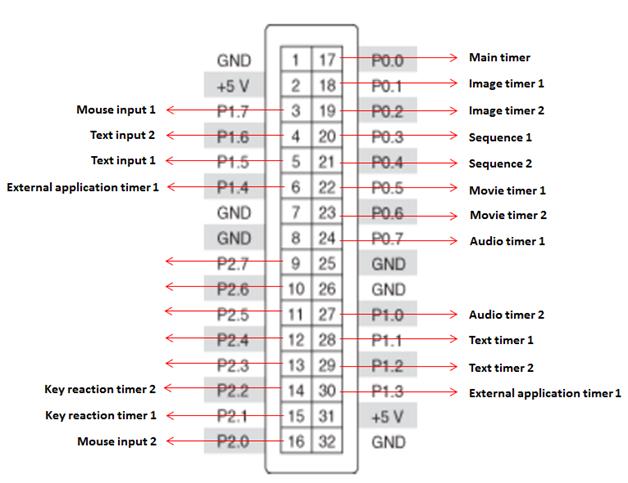 GND 1 17 P0.0 Main timer
+5 V 2 18 P0.1 Image timer 1
Mouse input 1 P1.7 3 19 P0.2 Image timer 2
Text input 2 P1.6 4 20 P0.3 Sequence 1
Text input 1 P1.5 5 21 P0.4 Sequence 2
External application timer 1 P1.4 6 22 P0.5 Movie timer 1
GND 7 23 P0.6 Movie timer 2
GND 8 24 P0.7 Audio timer 1
P2.7 9 25 GND
P2.6 10 26 GND
P2.5 11 27 P1.0 Audio timer 2
P2.4 12 28 P1.1 Text timer 1
P2.3 13 29 P1.2 Text timer 2
Key reaction timer 2 P2.2 14 30 P1.3 External application timer1
Key reaction timer 1 P2.1 15 31 +5 V
Mouse input 2 P2.0 16 32 GND